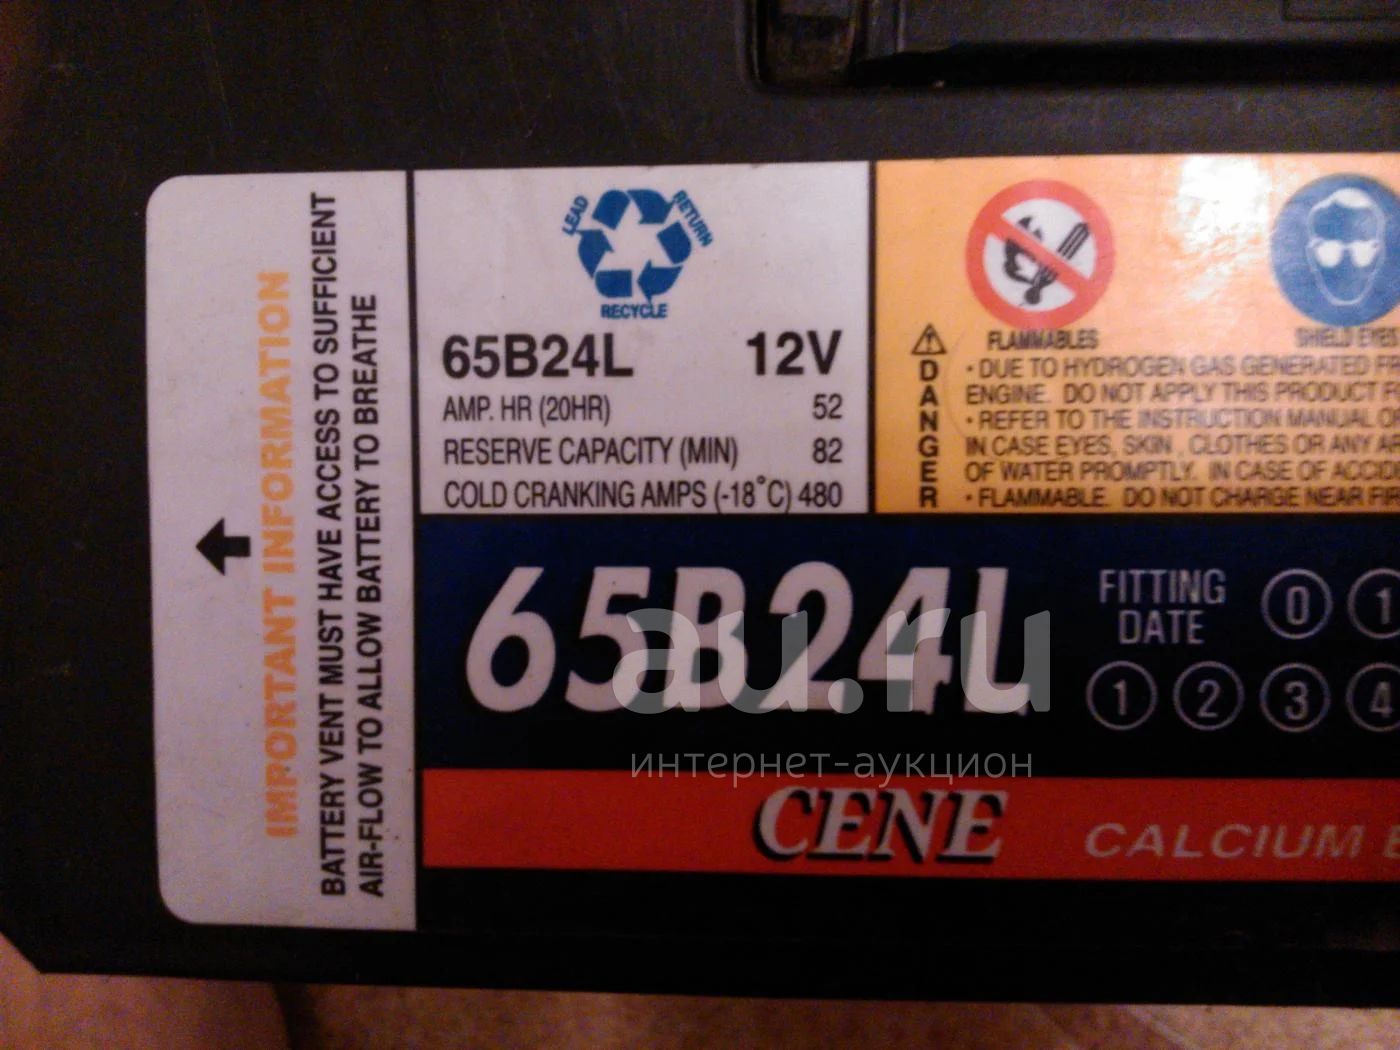 IMPORTANT INFORMATION
BATTERY VENT MUST HAVE ACCESS TO SUFFICIENT
AIR-FLOW TO ALLOW BATTERY TO BREATHE
LEAD
RETURN
RECYCLE
65B24L 12V
AMP. HR (20HR) 52
RESERVE CAPACITY (MIN) 82
COLD CRANKING AMPS (-18°C) 480
FLAMMABLES
SHIELD EYES
DANGER
· DUE TO HYDROGEN GAS GENERATED
ENGINE. DO NOT APPLY THIS PRODUCT
· REFER TO THE INSTRUCTION MANUAL
IN CASE EYES, SKIN, CLOTHES OR ANY
OF WATER PROMPTLY. IN CASE OF
· FLAMMABLE. DO NOT CHARGE NEAR
65B24L
FITTING
DATE
0 1
1 2 3 4
au.ru
интернет-аукцион
CENE
CALCIUM